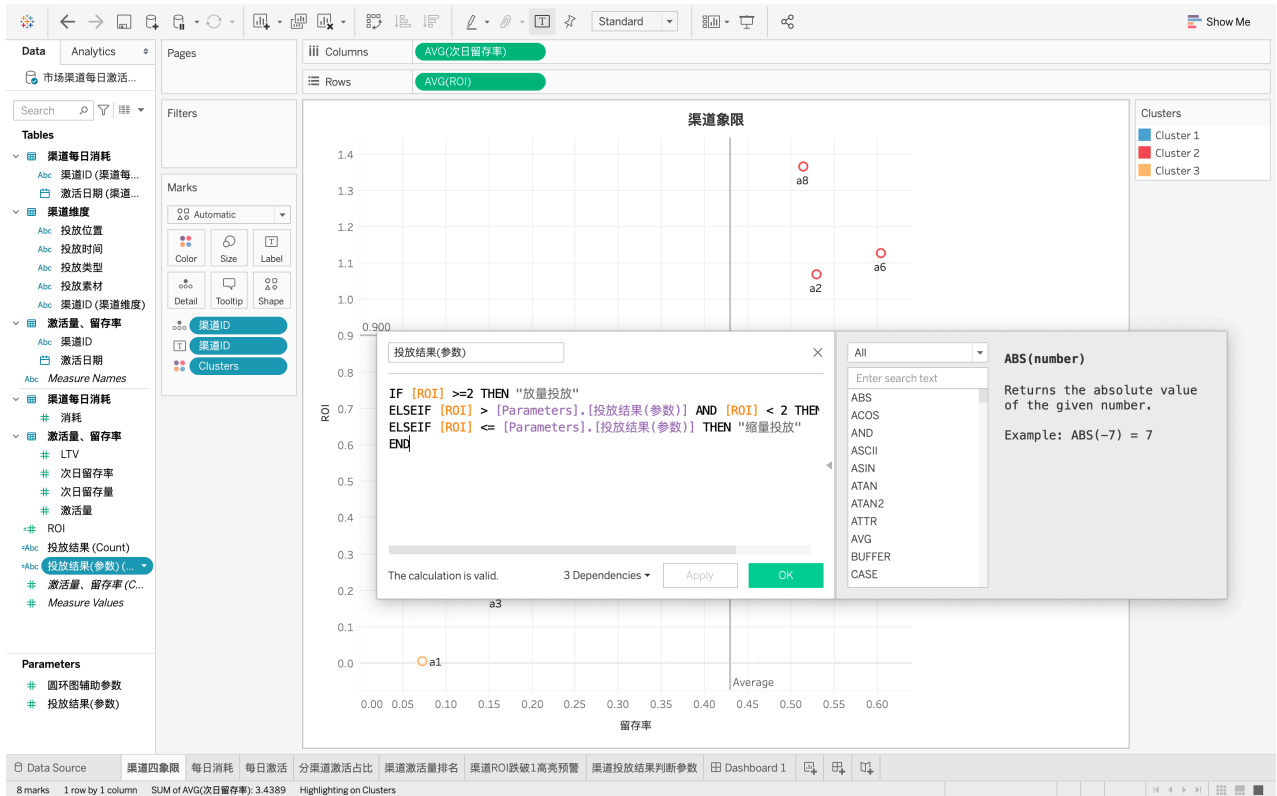 Standard
Show Me
Data
Analytics
市场渠道每日激活...
Search
Tables
渠道每日消耗
Abc 渠道ID (渠道每...
激活日期 (渠道...
渠道维度
Abc 投放位置
Abc 投放时间
Abc 投放类型
Abc 投放素材
Abc 渠道ID (渠道维度)
激活量、留存率
Abc 渠道ID
激活日期
Abc Measure Names
渠道每日消耗
消耗
激活量、留存率
LTV
次日留存率
次日留存量
激活量
ROI
=Abc 投放结果 (Count)
=Abc 投放结果(参数) (...
激活量、留存率 (C...
Measure Values
Parameters
圆环图辅助参数
投放结果(参数)
Pages
Filters
Marks
Automatic
Color
Size
Label
Detail
Tooltip
Shape
渠道ID
渠道ID
Clusters
Columns
AVG(次日留存率)
Rows
AVG(ROI)
渠道象限
1.4
1.3
1.2
1.1
1.0
0.9
0.8
0.7
0.6
0.5
0.4
0.3
0.2
0.1
0.0
ROI
0.900
a8
a6
a2
a3
a1
Average
0.00 0.05 0.10 0.15 0.20 0.25 0.30 0.35 0.40 0.45 0.50 0.55 0.60
留存率
Clusters
Cluster 1
Cluster 2
Cluster 3
投放结果(参数)
IF [ROI] >=2 THEN "放量投放"
ELSEIF [ROI] > [Parameters].[投放结果(参数)] AND [ROI] < 2 THEN
ELSEIF [ROI] <= [Parameters].[投放结果(参数)] THEN "缩量投放"
END
The calculation is valid.
3 Dependencies
Apply
OK
All
Enter search text
ABS
ACOS
AND
ASCII
ASIN
ATAN
ATAN2
ATTR
AVG
BUFFER
CASE
ABS(number)
Returns the absolute value
of the given number.
Example: ABS(-7) = 7
Data Source
渠道四象限
每日消耗
每日激活
分渠道激活占比
渠道激活量排名
渠道ROI跌破1高亮预警
渠道投放结果判断参数
Dashboard 1
8 marks
1 row by 1 column
SUM of AVG(次日留存率): 3.4389
Highlighting on Clusters